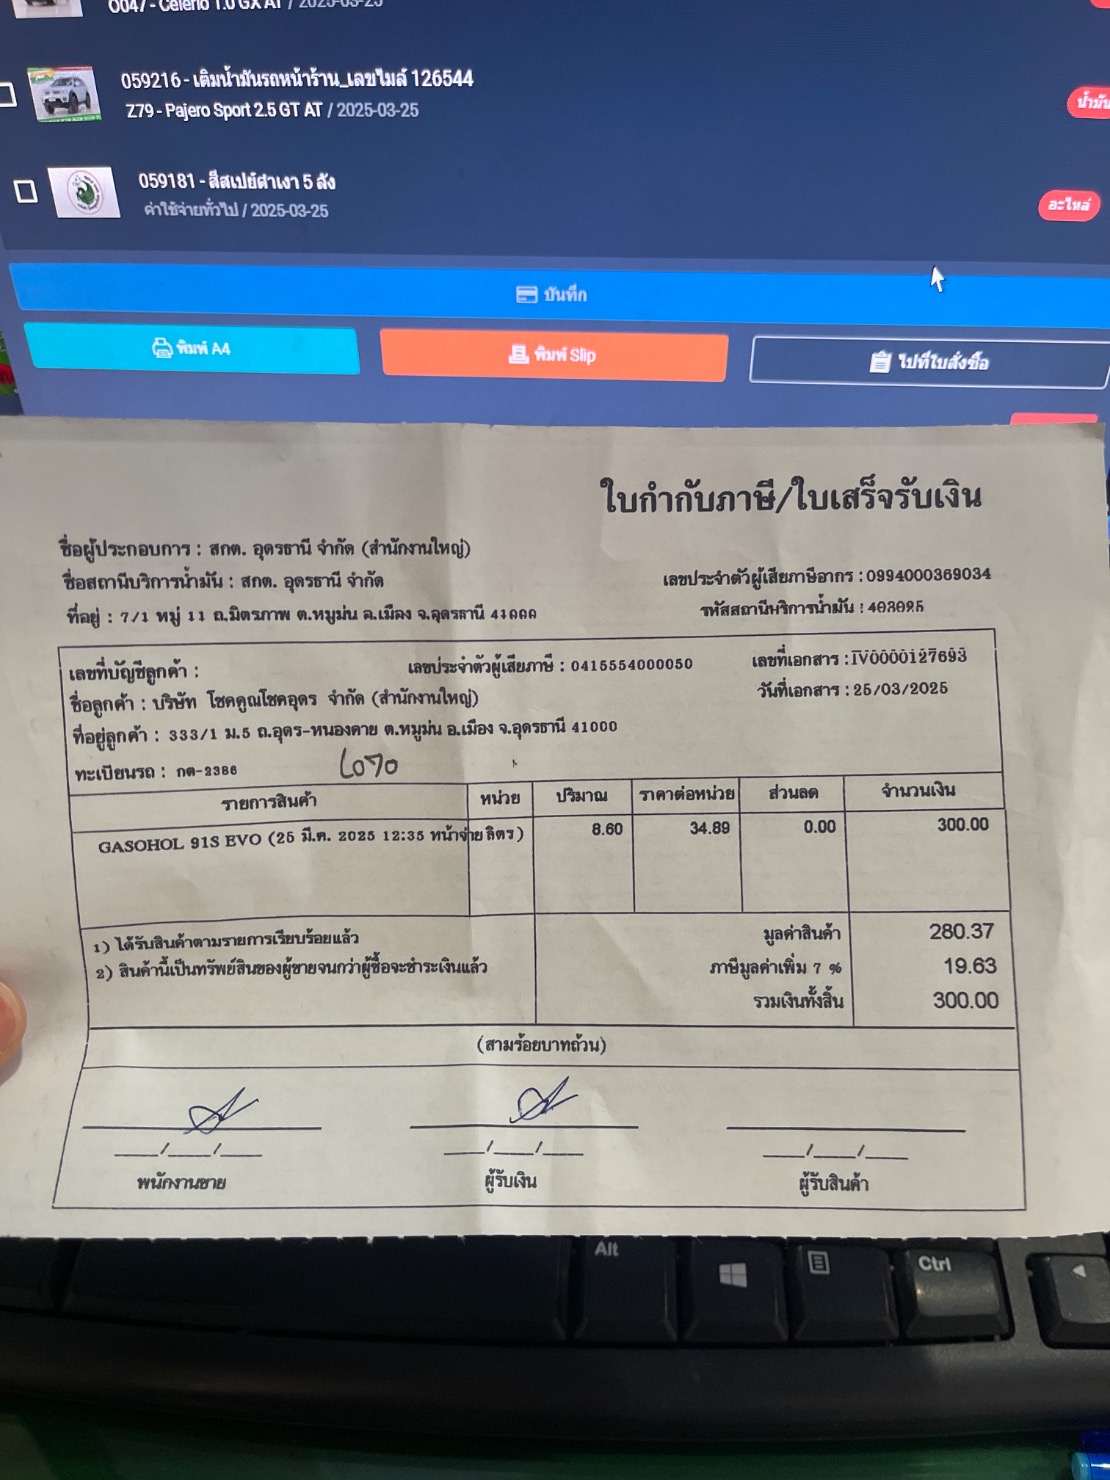 0047 - Celerio 1.0 GX AT / 2025-03-25
059216 - เติมน้ำมันรถหน้าร้าน_เลขไมล์ 126544
Z79 - Pajero Sport 2.5 GT AT / 2025-03-25
น้ำมัน
059181 - สีสเปย์ดำเงา 5 ลัง
ค่าใช้จ่ายทั่วไป / 2025-03-25
อะไหล่
บันทึก
พิมพ์ A4
พิมพ์ Slip
ไปที่ใบสั่งซื้อ
ใบกำกับภาษี/ใบเสร็จรับเงิน
ชื่อผู้ประกอบการ : สกต. อุดรธานี จำกัด (สำนักงานใหญ่)
ชื่อสถานีบริการน้ำมัน : สกต. อุดรธานี จำกัด
เลขประจำตัวผู้เสียภาษีอากร : 0994000369034
ที่อยู่ : 7/1 หมู่ 11 ถ.มิตรภาพ ต.หมูม่น อ.เมือง จ.อุดรธานี 41000
รหัสสถานีบริการน้ำมัน : 403025
เลขที่บัญชีลูกค้า :
เลขประจำตัวผู้เสียภาษี : 0415554000050
เลขที่เอกสาร : IV0000127693
ชื่อลูกค้า : บริษัท โชคคูณโชคอุดร จำกัด (สำนักงานใหญ่)
วันที่เอกสาร : 25/03/2025
ที่อยู่ลูกค้า : 333/1 ม.5 ถ.อุดร-หนองคาย ต.หมูม่น อ.เมือง จ.อุดรธานี 41000
ทะเบียนรถ : กต-2386
รายการสินค้า หน่วย ปริมาณ ราคาต่อหน่วย ส่วนลด จำนวนเงิน
GASOHOL 91S EVO (25 มี.ค. 2025 12:35 หน้าจ่าย ลิตร) 8.60 34.89 0.00 300.00
1) ได้รับสินค้าตามรายการเรียบร้อยแล้ว
2) สินค้านี้เป็นทรัพย์สินของผู้ขายจนกว่าผู้ซื้อจะชำระเงินแล้ว
มูลค่าสินค้า 280.37
ภาษีมูลค่าเพิ่ม 7 % 19.63
รวมเงินทั้งสิ้น 300.00
(สามร้อยบาทถ้วน)
___/___/___ ___/___/___ ___/___/___
พนักงานขาย ผู้รับเงิน ผู้รับสินค้า
Alt
Ctrl